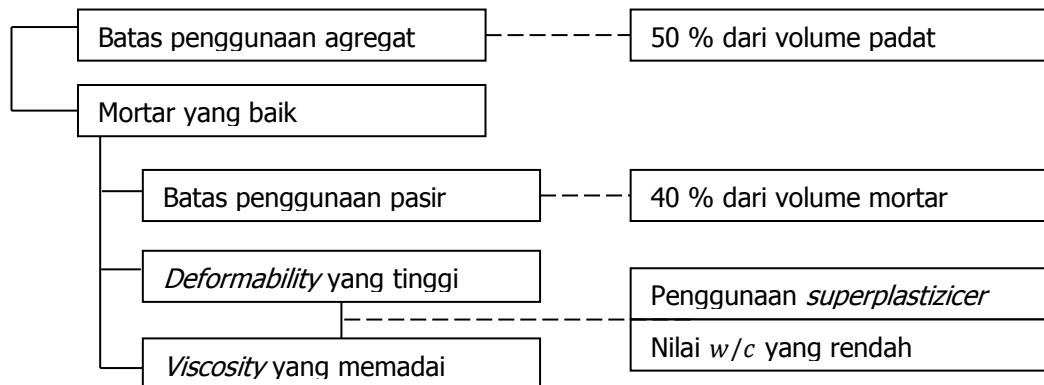 Batas penggunaan agregat
50 % dari volume padat
Mortar yang baik
Batas penggunaan pasir
40 % dari volume mortar
Deformability yang tinggi
Penggunaan superplastizicer
Nilai w/c yang rendah
Viscosity yang memadai